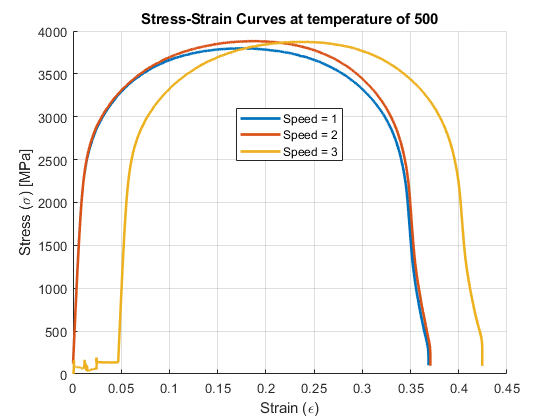 Stress-Strain Curves at temperature of 500
Stress (σ) [MPa]
4000
3500
3000
2500
2000
1500
1000
500
0
Speed = 1
Speed = 2
Speed = 3
0 0.05 0.1 0.15 0.2 0.25 0.3 0.35 0.4 0.45
Strain (ϵ)